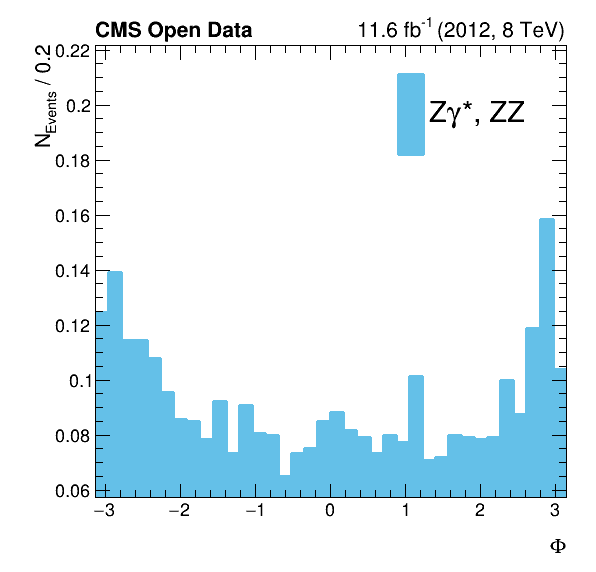 CMS Open Data 11.6 fb⁻¹ (2012, 8 TeV)
N_Events / 0.2
0.22
0.2
0.18
0.16
0.14
0.12
0.1
0.08
0.06
Zγ*, ZZ
−3 −2 −1 0 1 2 3
Φ